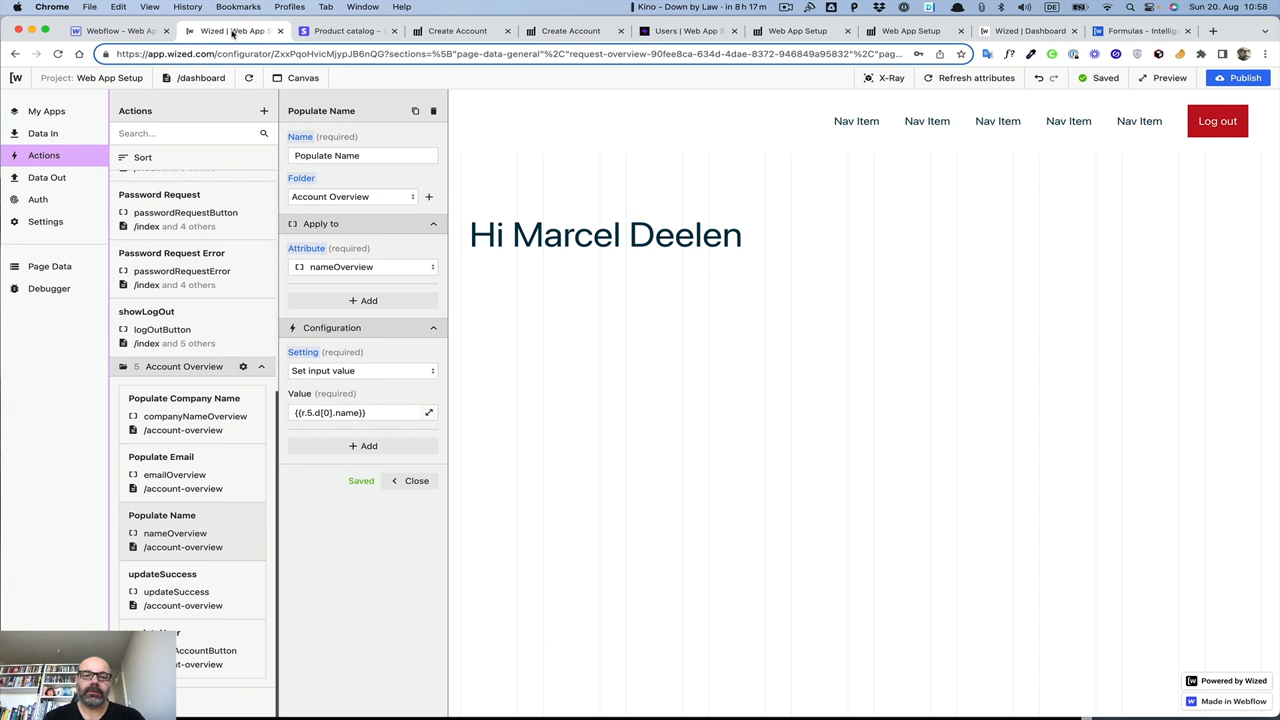 Chrome File Edit View History Bookmarks Profiles Tab Window Help
Kino – Down by Law • in 8 h 17 m
Sun 20. Aug 10:58
Webflow - Web Ap
Wized | Web App S
Product catalog –
Create Account
Create Account
Users | Web App S
Web App Setup
Web App Setup
Wized | Dashboard
Formulas – Intellig
https://app.wized.com/configurator/ZxxPqoHvicMjypJB6nQG?sections=%5B"page-data-general"%2C"request-overview-90fee8ca-634d-4dae-8372-946785b3699b"%2C"pag...
Project: Web App Setup
/dashboard
Canvas
X-Ray
Refresh attributes
Saved
Preview
Publish
My Apps
Data In
Actions
Data Out
Auth
Settings
Page Data
Debugger
Actions
Search...
Sort
Password Request
passwordRequestButton
/index and 4 others
Password Request Error
passwordRequestError
/index and 4 others
showLogOut
logOutButton
/index and 5 others
5 Account Overview
Populate Company Name
companyNameOverview
/account-overview
Populate Email
emailOverview
/account-overview
Populate Name
nameOverview
/account-overview
updateSuccess
updateSuccess
/account-overview
AccountButton
Populate Name
Name (required)
Populate Name
Folder
Account Overview
Apply to
Attribute (required)
nameOverview
Add
Configuration
Setting (required)
Set input value
Value (required)
{{r.5.d[0].name}}
Add
Saved
Close
Nav Item Nav Item Nav Item Nav Item Nav Item Log out
Hi Marcel Deelen
Powered by Wized
Made in Webflow